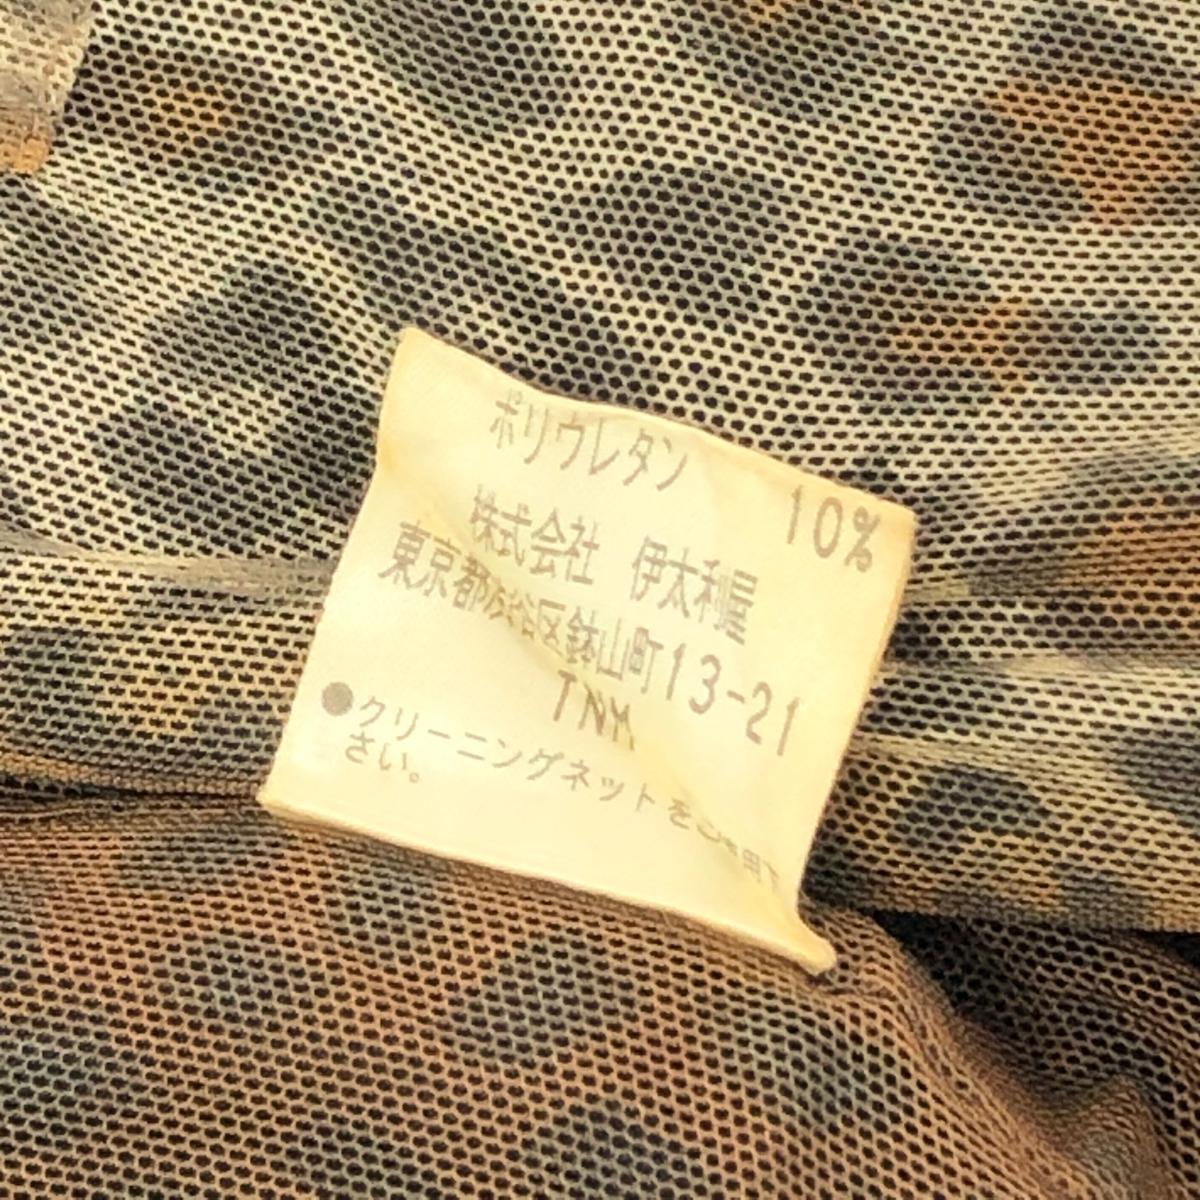 ポリウレタン 10%
株式会社 伊太利屋
東京都渋谷区鉢山町13-21
TNM
●クリーニングネットをご使用下
さい。